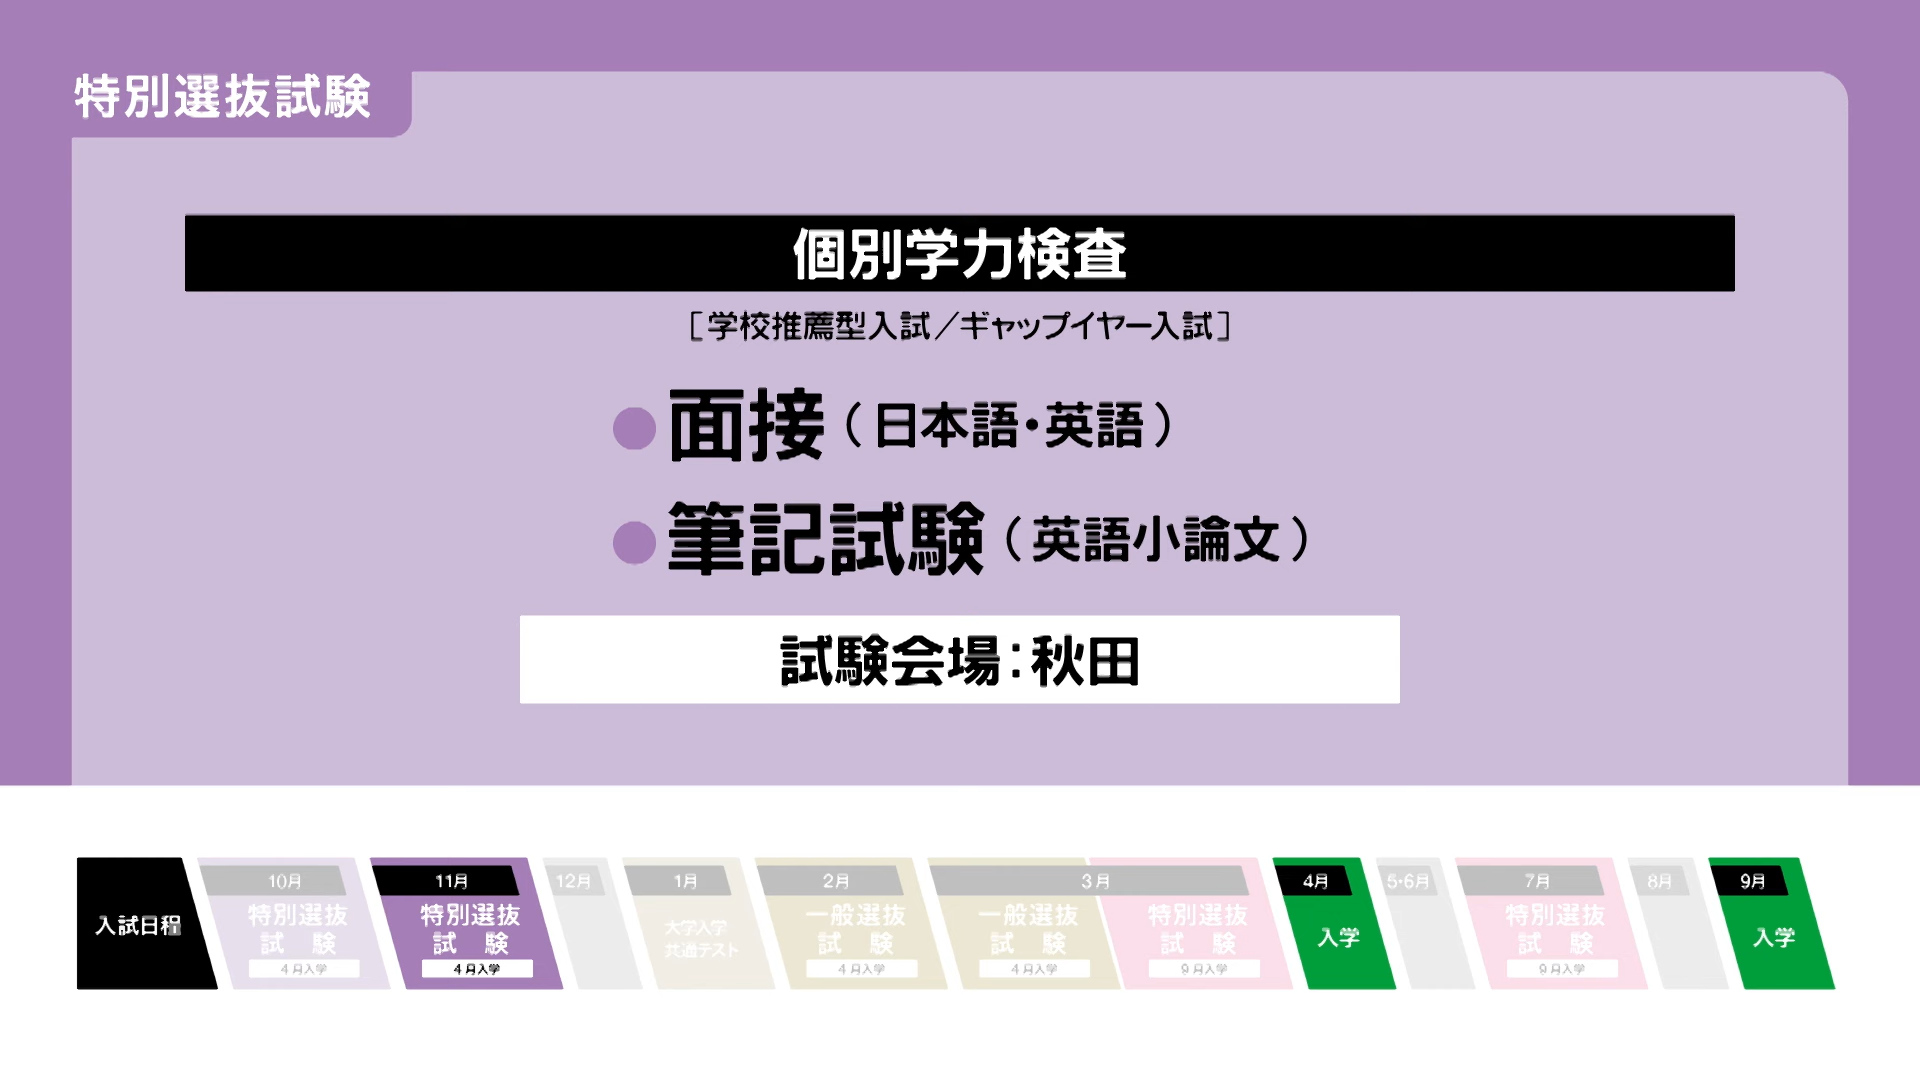 特別選抜試験
個別学力検査
［学校推薦型入試／ギャップイヤー入試］
●面接（日本語・英語）
●筆記試験（英語小論文）
試験会場：秋田
入試日程
10月
特別選抜
試験
4月入学
11月
特別選抜
試験
4月入学
12月
1月
大学入学
共通テスト
2月
一般選抜
試験
4月入学
3月
一般選抜
試験
4月入学
特別選抜
試験
9月入学
4月
入学
5・6月
7月
特別選抜
試験
9月入学
8月
9月
入学